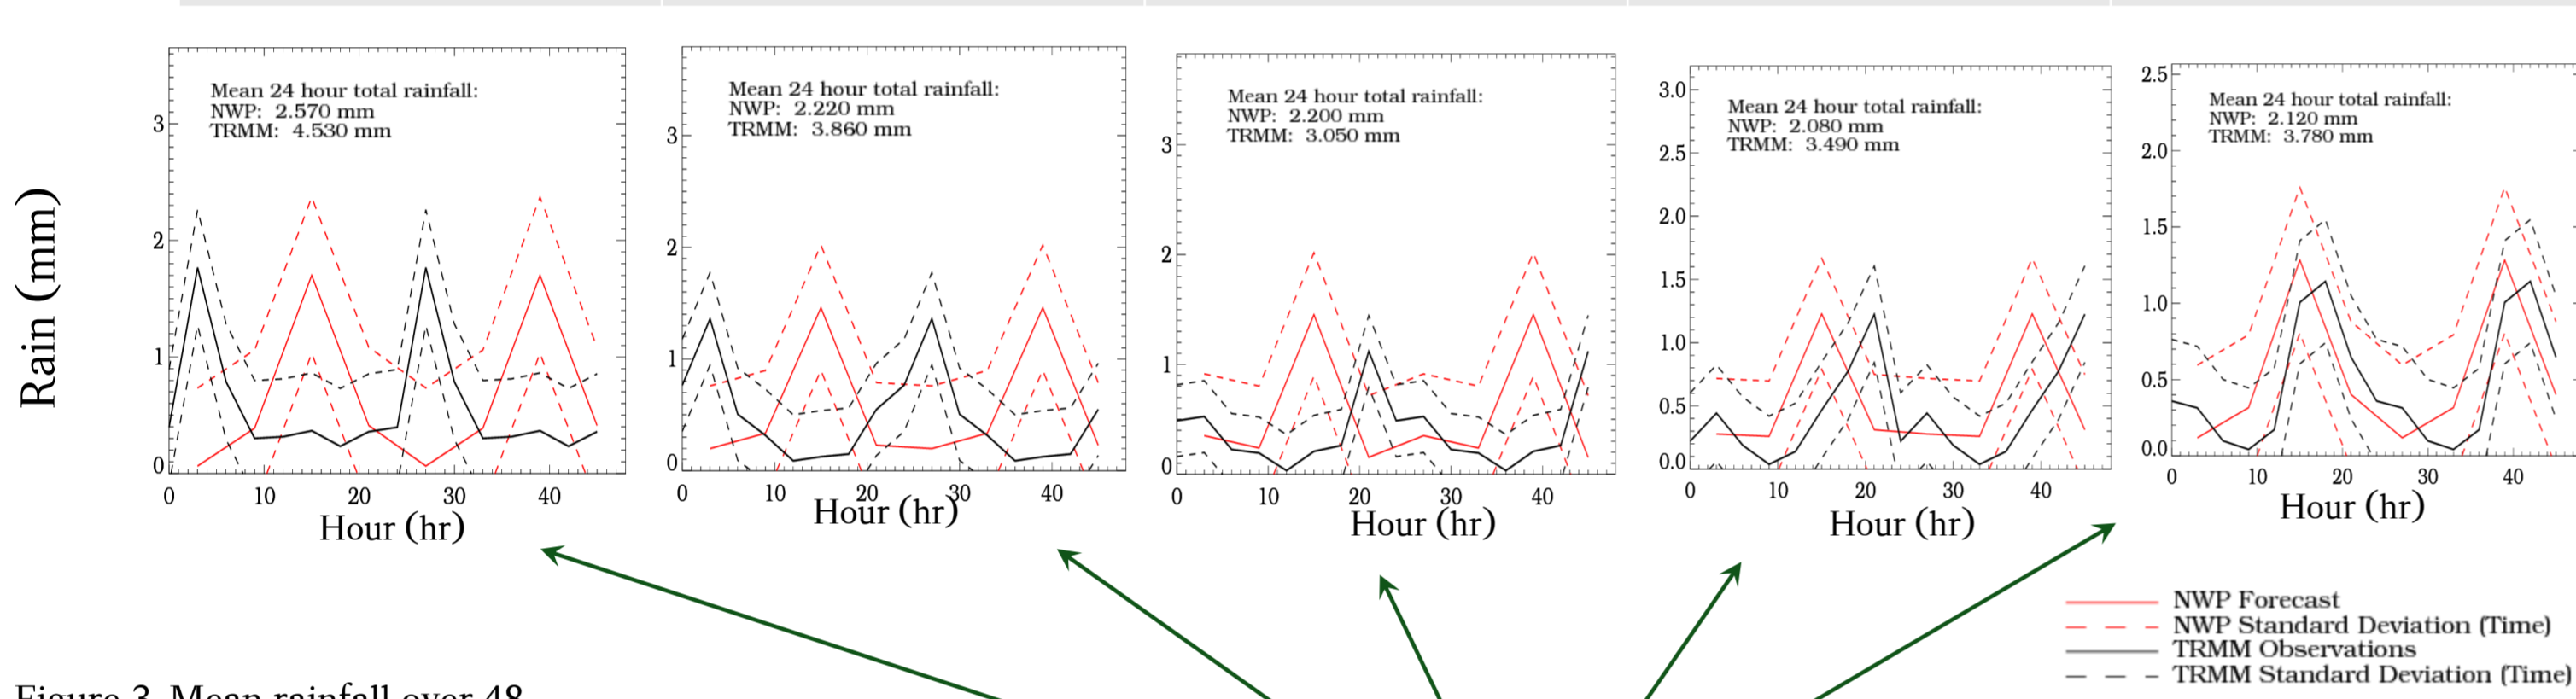 Rain (mm)
Mean 24 hour total rainfall:
NWP: 2.570 mm
TRMM: 4.530 mm
3
2
1
0
0 10 20 30 40
Hour (hr)
Mean 24 hour total rainfall:
NWP: 2.220 mm
TRMM: 3.860 mm
3
2
1
0
0 10 20 30 40
Hour (hr)
Mean 24 hour total rainfall:
NWP: 2.200 mm
TRMM: 3.050 mm
3
2
1
0
0 10 20 30 40
Hour (hr)
Mean 24 hour total rainfall:
NWP: 2.080 mm
TRMM: 3.490 mm
3.0
2.5
2.0
1.5
1.0
0.5
0.0
0 10 20 30 40
Hour (hr)
Mean 24 hour total rainfall:
NWP: 2.120 mm
TRMM: 3.780 mm
2.5
2.0
1.5
1.0
0.5
0.0
0 10 20 30 40
Hour (hr)
NWP Forecast
NWP Standard Deviation (Time)
TRMM Observations
TRMM Standard Deviation (Time)
Figure 3. Mean rainfall over 48